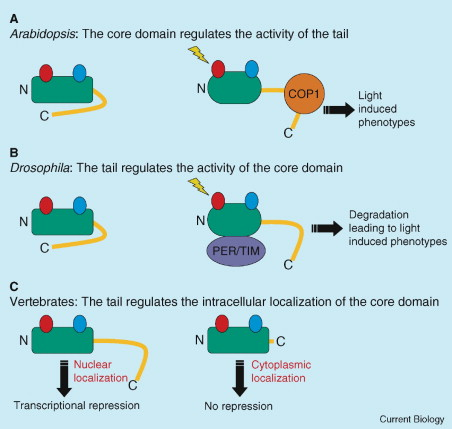 A
Arabidopsis: The core domain regulates the activity of the tail
N
C
N
COP1
C
Light
induced
phenotypes
B
Drosophila: The tail regulates the activity of the core domain
N
C
N
PER/TIM
C
Degradation
leading to light
induced phenotypes
C
Vertebrates: The tail regulates the intracellular localization of the core domain
N
C
Nuclear
localization
Transcriptional repression
N
C
Cytoplasmic
localization
No repression
Current Biology